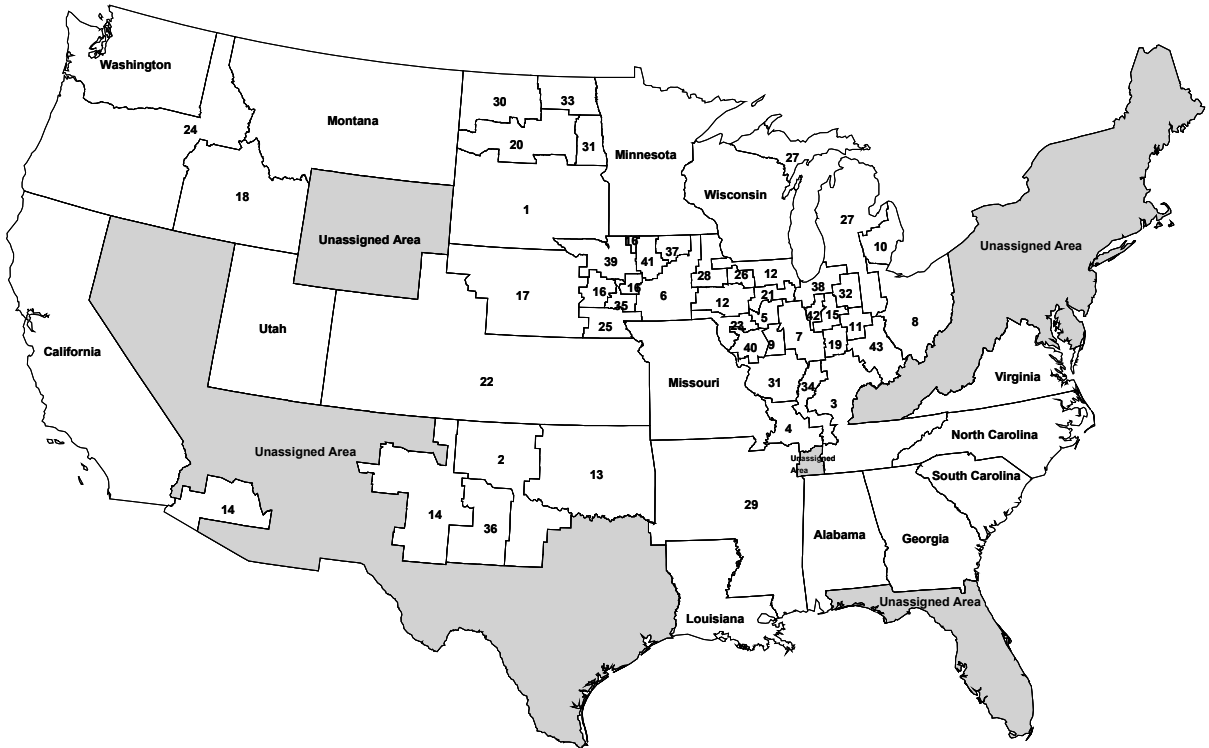 Washington
Montana
30
33
24
20
31
Minnesota
27
18
Wisconsin
1
27
Unassigned Area
10
Unassigned Area
16
37
39
41
28
26
12
17
16
16
6
38
32
35
12
21
25
5
42
15
8
Utah
23
11
California
40
9
7
19
43
22
Missouri
31
34
3
Virginia
4
North Carolina
Unassigned Area
2
Unassigned
Area
13
South Carolina
14
14
36
29
Alabama
Georgia
Unassigned Area
Louisiana